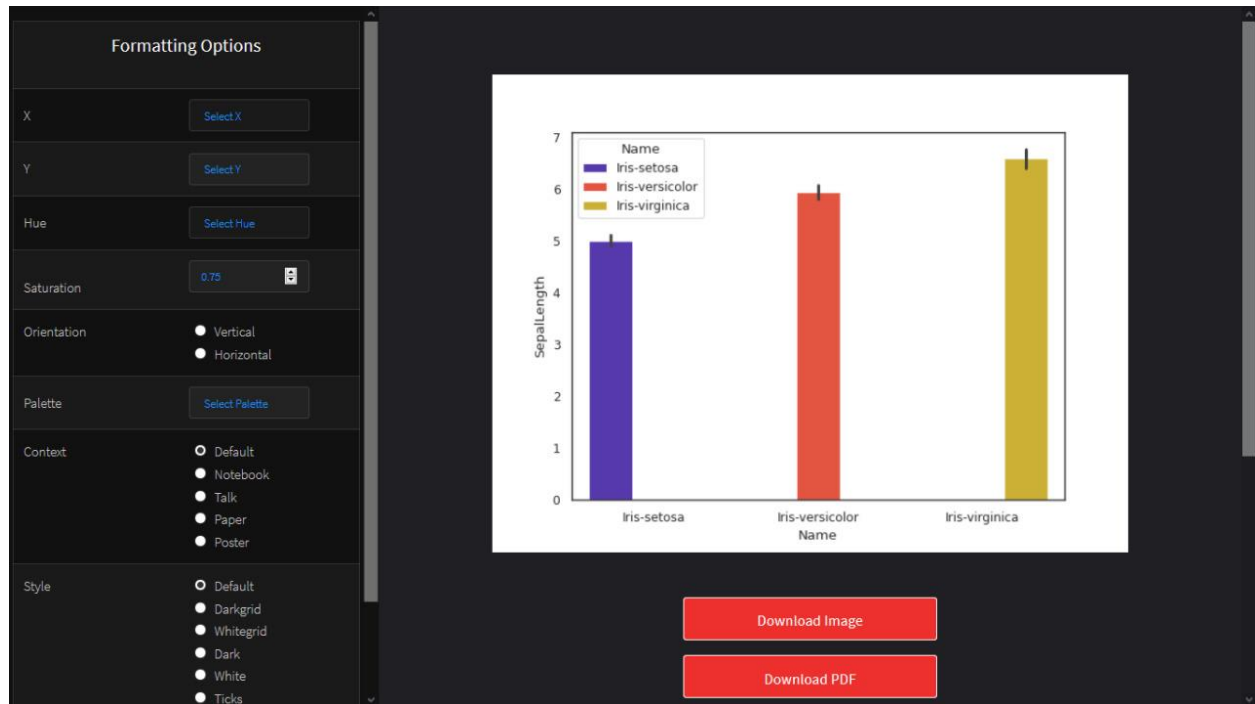 Formatting Options
X
Select X
Y
Select Y
Hue
Select Hue
Saturation
0.75
Orientation
Vertical
Horizontal
Palette
Select Palette
Context
Default
Notebook
Talk
Paper
Poster
Style
Default
Darkgrid
Whitegrid
Dark
White
Ticks
7
6
5
4
3
2
1
0
SepalLength
Name
Iris-setosa
Iris-versicolor
Iris-virginica
Iris-setosa Iris-versicolor Iris-virginica
Name
Download Image
Download PDF